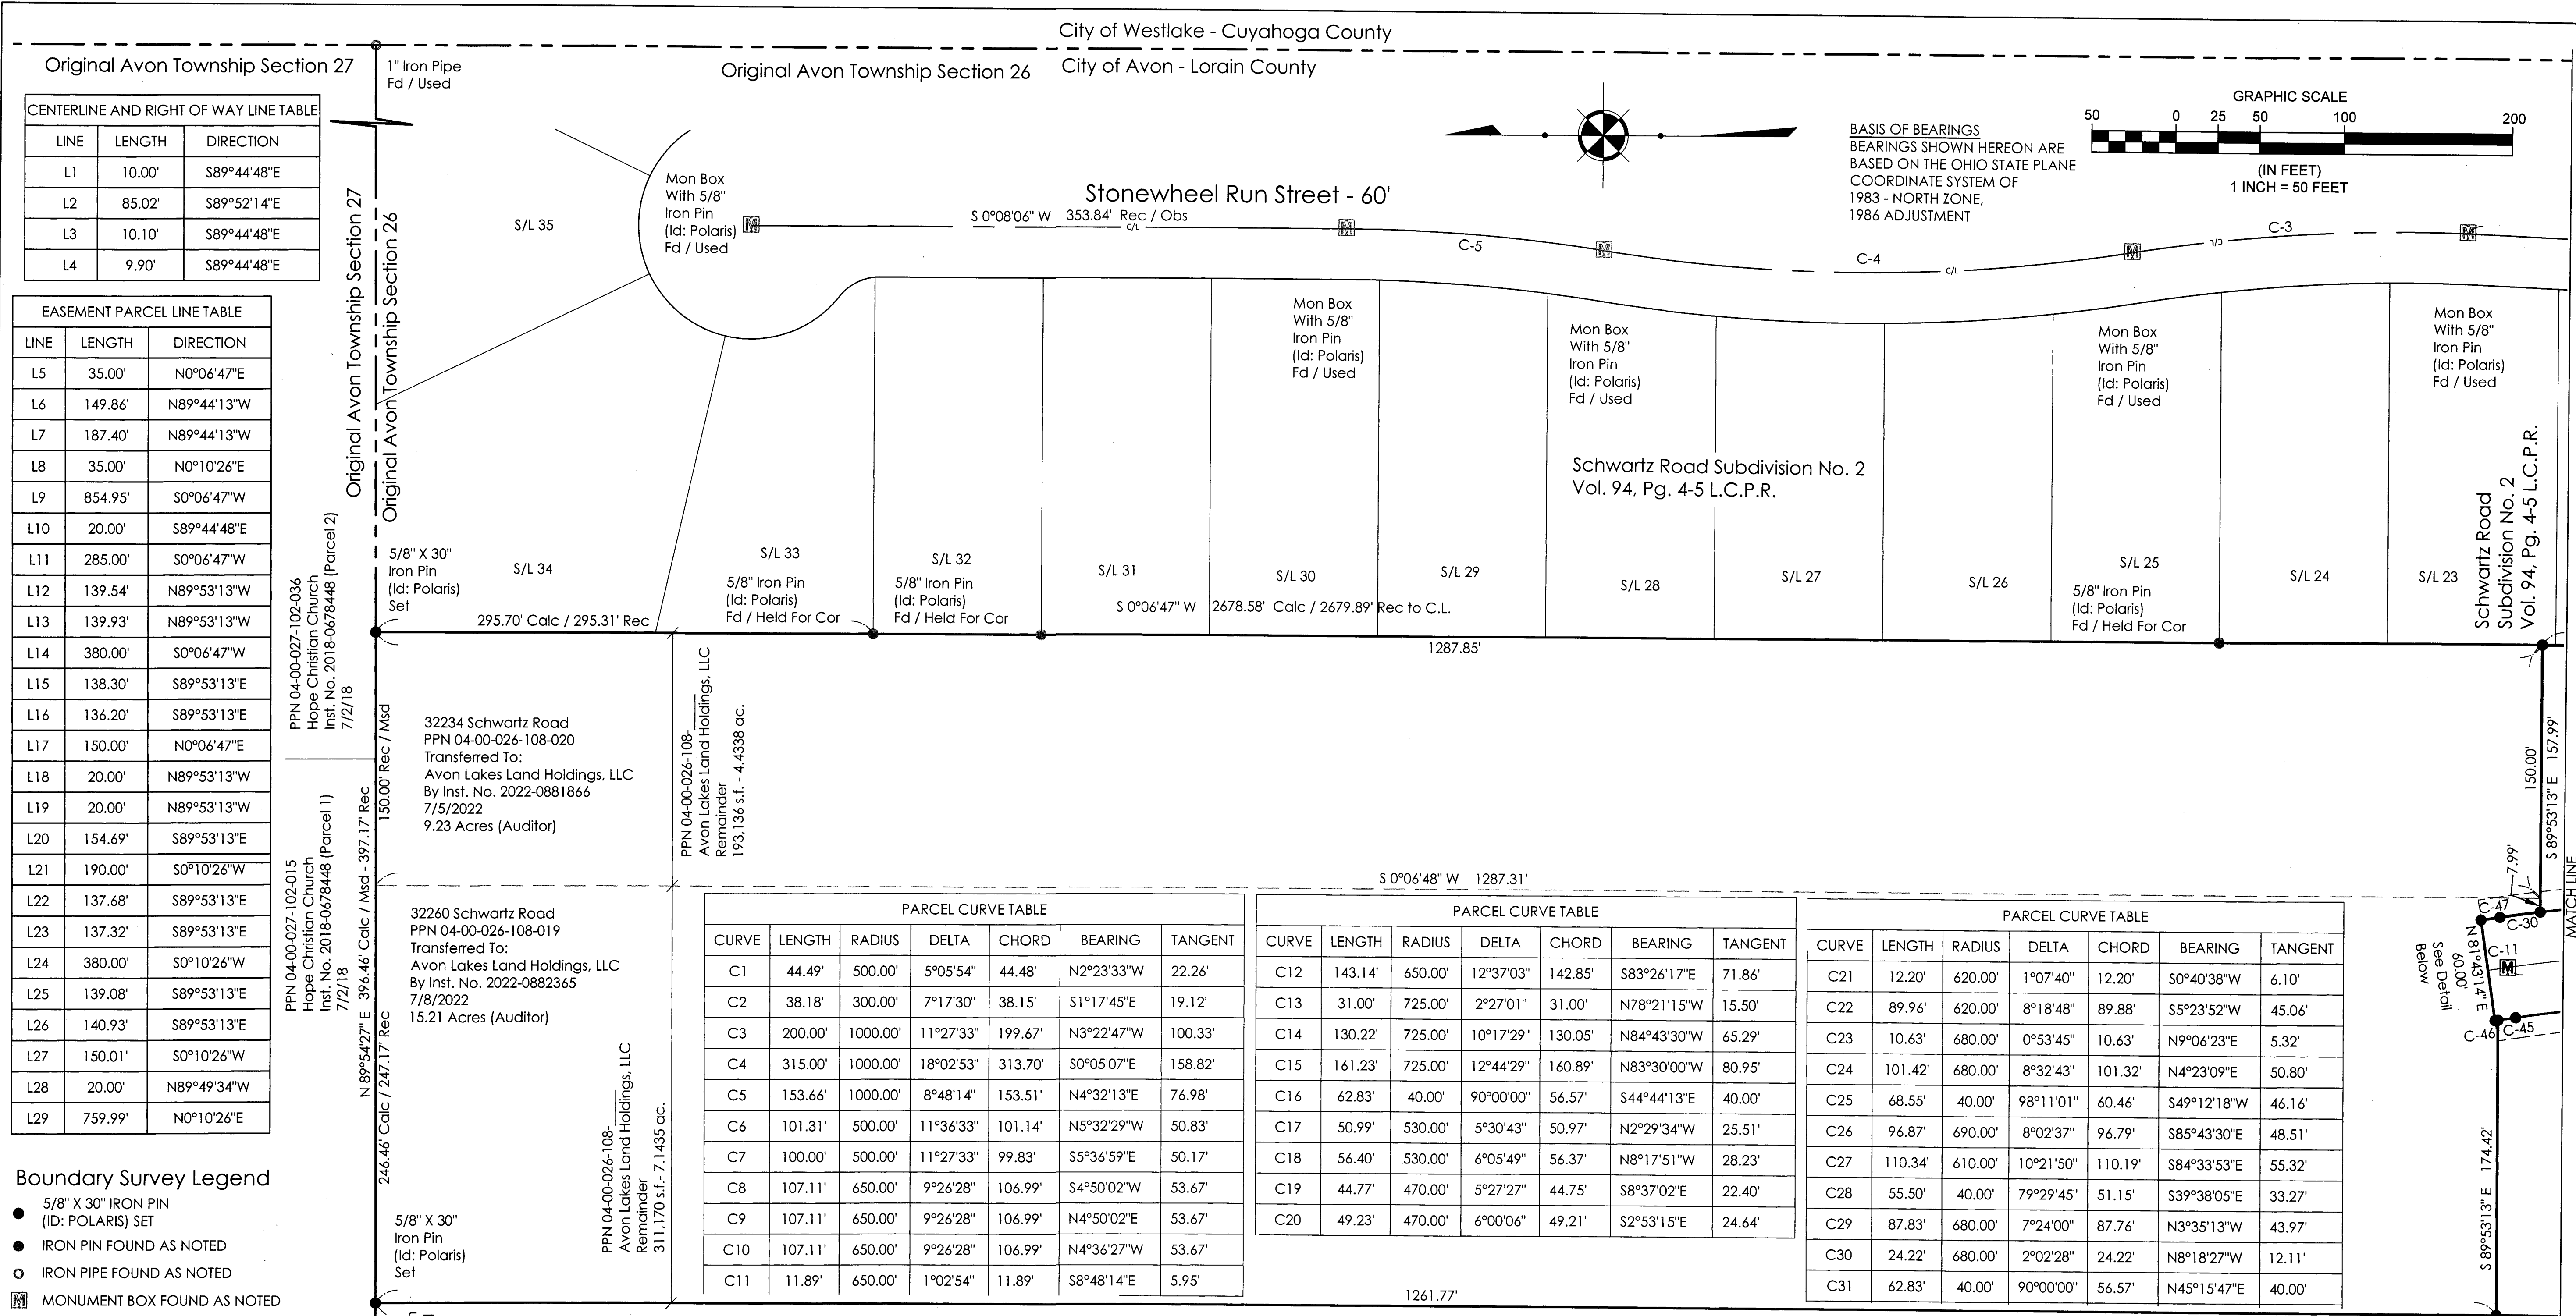 City of Westlake - Cuyahoga County
Original Avon Township Section 27
1" Iron Pipe
Fd / Used
Original Avon Township Section 26
City of Avon - Lorain County
CENTERLINE AND RIGHT OF WAY LINE TABLE
LINE LENGTH DIRECTION
L1 10.00' S89°44'48"E
L2 85.02' S89°52'14"E
L3 10.10' S89°44'48"E
L4 9.90' S89°44'48"E
EASEMENT PARCEL LINE TABLE
LINE LENGTH DIRECTION
L5 35.00' N0°06'47"E
L6 149.86' N89°44'13"W
L7 187.40' N89°44'13"W
L8 35.00' N0°10'26"E
L9 854.95' S0°06'47"W
L10 20.00' S89°44'48"E
L11 285.00' S0°06'47"W
L12 139.54' N89°53'13"W
L13 139.93' N89°53'13"W
L14 380.00' S0°06'47"W
L15 138.30' S89°53'13"E
L16 136.20' S89°53'13"E
L17 150.00' N0°06'47"E
L18 20.00' N89°53'13"W
L19 20.00' N89°53'13"W
L20 154.69' S89°53'13"E
L21 190.00' S0°10'26"W
L22 137.68' S89°53'13"E
L23 137.32' S89°53'13"E
L24 380.00' S0°10'26"W
L25 139.08' S89°53'13"E
L26 140.93' S89°53'13"E
L27 150.01' S0°10'26"W
L28 20.00' N89°49'34"W
L29 759.99' N0°10'26"E
Boundary Survey Legend
5/8" X 30" IRON PIN
(ID: POLARIS) SET
IRON PIN FOUND AS NOTED
IRON PIPE FOUND AS NOTED
M MONUMENT BOX FOUND AS NOTED
Original Avon Township Section 27
Original Avon Township Section 26
PPN 04-00-027-102-036
Hope Christian Church
Inst. No. 2018-0678448 (Parcel 2)
7/2/18
PPN 04-00-027-102-015
Hope Christian Church
Inst. No. 2018-0678448 (Parcel 1)
7/2/18
N 89°54'27" E 396.46' Calc / Msd - 397.17' Rec
150.00' Rec / Msd
246.46' Calc / 247.17' Rec
S/L 35
Mon Box
With 5/8"
Iron Pin
(Id: Polaris)
Fd / Used
M
Stonewheel Run Street - 60'
S 0°08'06" W 353.84' Rec / Obs
C/L
M
C-5
M
C-4
C/L
M
C/L
C-3
M
BASIS OF BEARINGS
BEARINGS SHOWN HEREON ARE
BASED ON THE OHIO STATE PLANE
COORDINATE SYSTEM OF
1983 - NORTH ZONE,
1986 ADJUSTMENT
GRAPHIC SCALE
50 0 25 50 100 200
(IN FEET)
1 INCH = 50 FEET
Mon Box
With 5/8"
Iron Pin
(Id: Polaris)
Fd / Used
Mon Box
With 5/8"
Iron Pin
(Id: Polaris)
Fd / Used
Mon Box
With 5/8"
Iron Pin
(Id: Polaris)
Fd / Used
Mon Box
With 5/8"
Iron Pin
(Id: Polaris)
Fd / Used
Schwartz Road Subdivision No. 2
Vol. 94, Pg. 4-5 L.C.P.R.
Schwartz Road
Subdivision No. 2
Vol. 94, Pg. 4-5 L.C.P.R.
5/8" X 30"
Iron Pin
(Id: Polaris)
Set
S/L 34
S/L 33
5/8" Iron Pin
(Id: Polaris)
Fd / Held For Cor
S/L 32
5/8" Iron Pin
(Id: Polaris)
Fd / Held For Cor
S/L 31
S/L 30
S/L 29
S/L 28
S/L 27
S/L 26
S/L 25
5/8" Iron Pin
(Id: Polaris)
Fd / Held For Cor
S/L 24
S/L 23
295.70' Calc / 295.31' Rec
S 0°06'47" W 2678.58' Calc / 2679.89' Rec to C.L.
1287.85'
32234 Schwartz Road
PPN 04-00-026-108-020
Transferred To:
Avon Lakes Land Holdings, LLC
By Inst. No. 2022-0881866
7/5/2022
9.23 Acres (Auditor)
PPN 04-00-026-108-____
Avon Lakes Land Holdings, LLC
Remainder
193,136 s.f. - 4.4338 ac.
S 0°06'48" W 1287.31'
32260 Schwartz Road
PPN 04-00-026-108-019
Transferred To:
Avon Lakes Land Holdings, LLC
By Inst. No. 2022-0882365
7/8/2022
15.21 Acres (Auditor)
PPN 04-00-026-108-____
Avon Lakes Land Holdings, LLC
Remainder
311,170 s.f.- 7.1435 ac.
5/8" X 30"
Iron Pin
(Id: Polaris)
Set
PARCEL CURVE TABLE
CURVE LENGTH RADIUS DELTA CHORD BEARING TANGENT
C1 44.49' 500.00' 5°05'54" 44.48' N2°23'33"W 22.26'
C2 38.18' 300.00' 7°17'30" 38.15' S1°17'45"E 19.12'
C3 200.00' 1000.00' 11°27'33" 199.67' N3°22'47"W 100.33'
C4 315.00' 1000.00' 18°02'53" 313.70' S0°05'07"E 158.82'
C5 153.66' 1000.00' 8°48'14" 153.51' N4°32'13"E 76.98'
C6 101.31' 500.00' 11°36'33" 101.14' N5°32'29"W 50.83'
C7 100.00' 500.00' 11°27'33" 99.83' S5°36'59"E 50.17'
C8 107.11' 650.00' 9°26'28" 106.99' S4°50'02"W 53.67'
C9 107.11' 650.00' 9°26'28" 106.99' N4°50'02"E 53.67'
C10 107.11' 650.00' 9°26'28" 106.99' N4°36'27"W 53.67'
C11 11.89' 650.00' 1°02'54" 11.89' S8°48'14"E 5.95'
PARCEL CURVE TABLE
CURVE LENGTH RADIUS DELTA CHORD BEARING TANGENT
C12 143.14' 650.00' 12°37'03" 142.85' S83°26'17"E 71.86'
C13 31.00' 725.00' 2°27'01" 31.00' N78°21'15"W 15.50'
C14 130.22' 725.00' 10°17'29" 130.05' N84°43'30"W 65.29'
C15 161.23' 725.00' 12°44'29" 160.89' N83°30'00"W 80.95'
C16 62.83' 40.00' 90°00'00" 56.57' S44°44'13"E 40.00'
C17 50.99' 530.00' 5°30'43" 50.97' N2°29'34"W 25.51'
C18 56.40' 530.00' 6°05'49" 56.37' N8°17'51"W 28.23'
C19 44.77' 470.00' 5°27'27" 44.75' S8°37'02"E 22.40'
C20 49.23' 470.00' 6°00'06" 49.21' S2°53'15"E 24.64'
PARCEL CURVE TABLE
CURVE LENGTH RADIUS DELTA CHORD BEARING TANGENT
C21 12.20' 620.00' 1°07'40" 12.20' S0°40'38"W 6.10'
C22 89.96' 620.00' 8°18'48" 89.88' S5°23'52"W 45.06'
C23 10.63' 680.00' 0°53'45" 10.63' N9°06'23"E 5.32'
C24 101.42' 680.00' 8°32'43" 101.32' N4°23'09"E 50.80'
C25 68.55' 40.00' 98°11'01" 60.46' S49°12'18"W 46.16'
C26 96.87' 690.00' 8°02'37" 96.79' S85°43'30"E 48.51'
C27 110.34' 610.00' 10°21'50" 110.19' S84°33'53"E 55.32'
C28 55.50' 40.00' 79°29'45" 51.15' S39°38'05"E 33.27'
C29 87.83' 680.00' 7°24'00" 87.76' N3°35'13"W 43.97'
C30 24.22' 680.00' 2°02'28" 24.22' N8°18'27"W 12.11'
C31 62.83' 40.00' 90°00'00" 56.57' N45°15'47"E 40.00'
1261.77'
150.00'
S 89°53'13" E 157.99'
7.99'
MATCH LINE
C-47
C-30
C-11
M
N 81°43'14" E
60.00'
See Detail
Below
C-46
C-45
S 89°53'13" E 174.42'